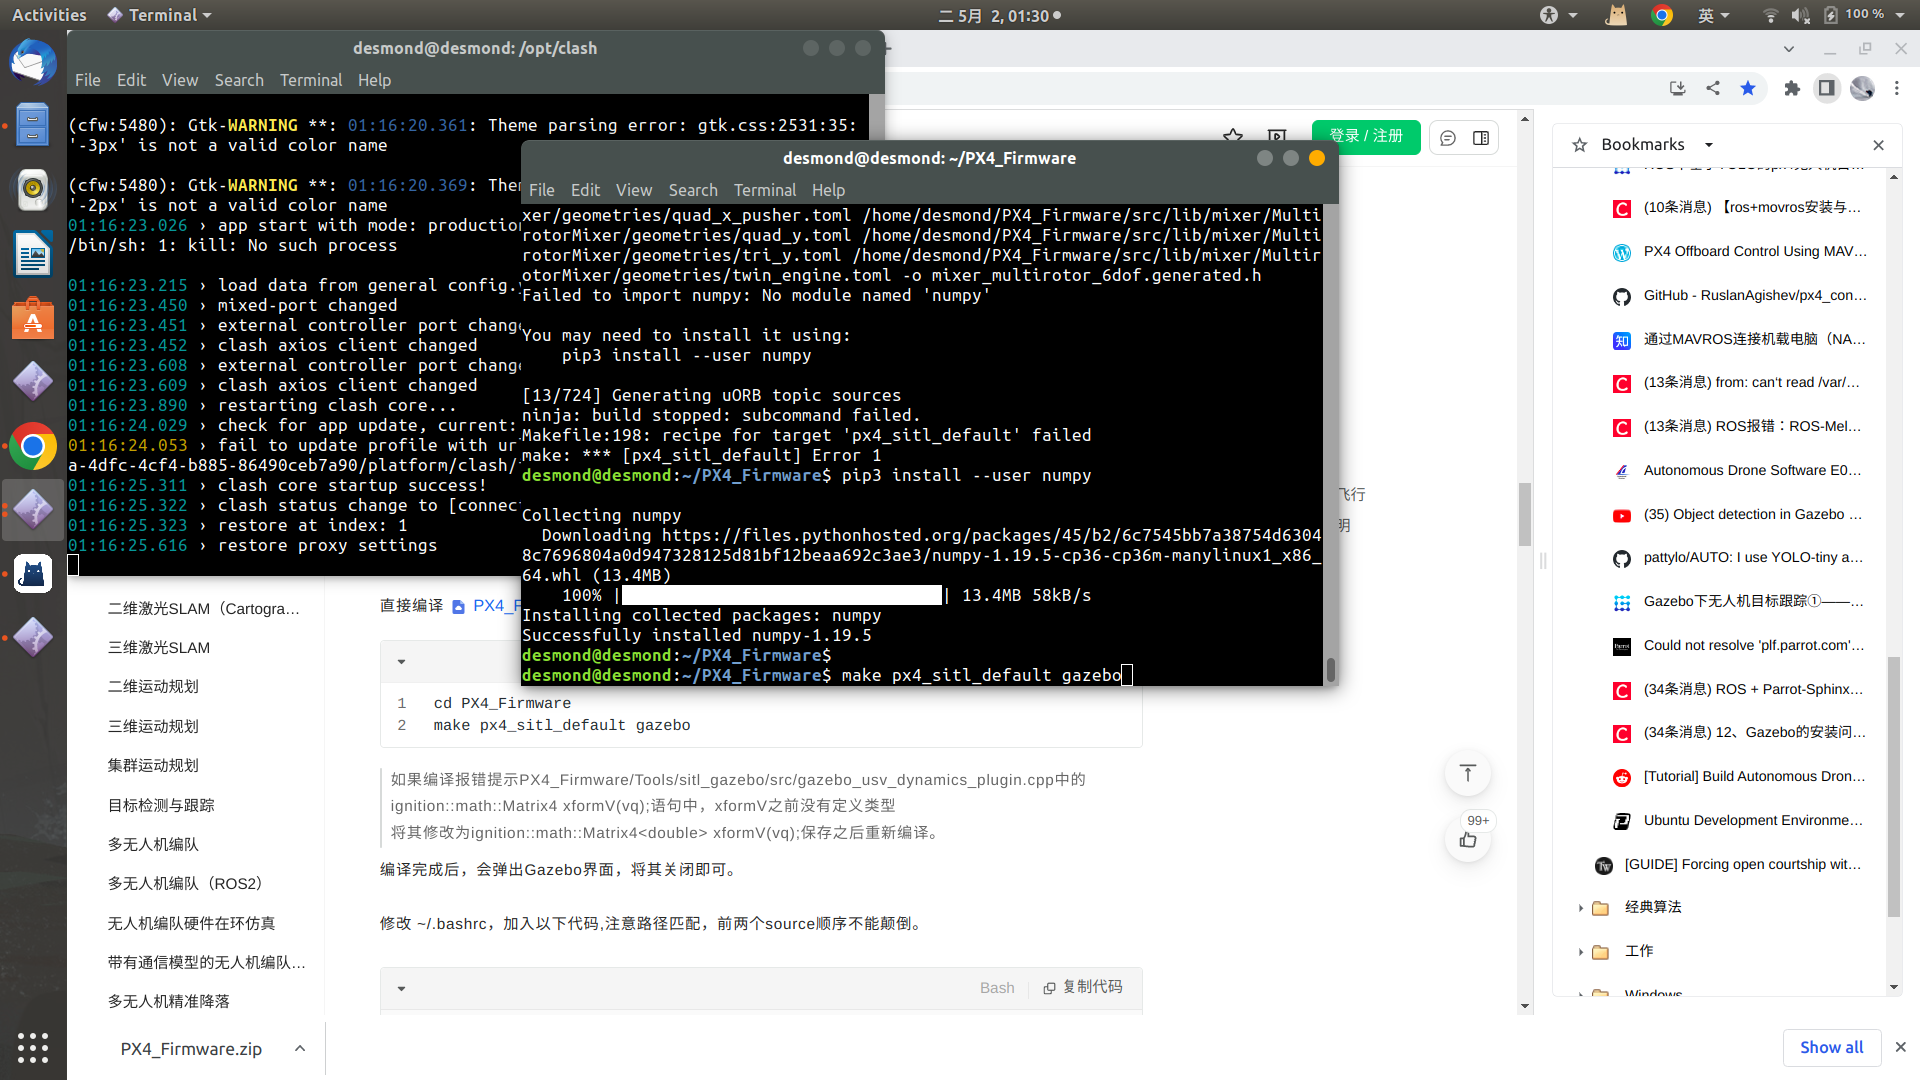 Activities
Terminal
二 5月 2, 01:30
英
100 %
desmond@desmond: /opt/clash
File Edit View Search Terminal Help
(cfw:5480): Gtk-WARNING **: 01:16:20.361: Theme parsing error: gtk.css:2531:35:
'-3px' is not a valid color name
(cfw:5480): Gtk-WARNING **: 01:16:20.369: Then
'-2px' is not a valid color name
01:16:23.026 › app start with mode: production
/bin/sh: 1: kill: No such process
01:16:23.215 › load data from general config.y
01:16:23.450 › mixed-port changed
01:16:23.451 › external controller port change
01:16:23.452 › clash axios client changed
01:16:23.608 › external controller port change
01:16:23.609 › clash axios client changed
01:16:23.890 › restarting clash core...
01:16:24.029 › check for app update, current:
01:16:24.053 › fail to update profile with ur
a-4dfc-4cf4-b885-86490ceb7a90/platform/clash/
01:16:25.311 › clash core startup success!
01:16:25.322 › clash status change to [connec
01:16:25.323 › restore at index: 1
01:16:25.616 › restore proxy settings
desmond@desmond: ~/PX4_Firmware
File Edit View Search Terminal Help
xer/geometries/quad_x_pusher.toml /home/desmond/PX4_Firmware/src/lib/mixer/Multi
rotorMixer/geometries/quad_y.toml /home/desmond/PX4_Firmware/src/lib/mixer/Multi
rotorMixer/geometries/tri_y.toml /home/desmond/PX4_Firmware/src/lib/mixer/Multir
otorMixer/geometries/twin_engine.toml -o mixer_multirotor_6dof.generated.h
Failed to import numpy: No module named 'numpy'
You may need to install it using:
pip3 install --user numpy
[13/724] Generating uORB topic sources
ninja: build stopped: subcommand failed.
Makefile:198: recipe for target 'px4_sitl_default' failed
make: *** [px4_sitl_default] Error 1
desmond@desmond:~/PX4_Firmware$ pip3 install --user numpy
Collecting numpy
Downloading https://files.pythonhosted.org/packages/45/b2/6c7545bb7a38754d6304
8c7696804a0d947328125d81bf12beaa692c3ae3/numpy-1.19.5-cp36-cp36m-manylinux1_x86_
64.whl (13.4MB)
100% | | 13.4MB 58kB/s
Installing collected packages: numpy
Successfully installed numpy-1.19.5
desmond@desmond:~/PX4_Firmware$
desmond@desmond:~/PX4_Firmware$ make px4_sitl_default gazebo
登录 / 注册
飞行
明
二维激光SLAM（Cartogra…
三维激光SLAM
二维运动规划
三维运动规划
集群运动规划
目标检测与跟踪
多无人机编队
多无人机编队（ROS2）
无人机编队硬件在环仿真
带有通信模型的无人机编队…
多无人机精准降落
直接编译 PX4_F
1 cd PX4_Firmware
2 make px4_sitl_default gazebo
如果编译报错提示PX4_Firmware/Tools/sitl_gazebo/src/gazebo_usv_dynamics_plugin.cpp中的
ignition::math::Matrix4 xformV(vq);语句中，xformV之前没有定义类型
将其修改为ignition::math::Matrix4<double> xformV(vq);保存之后重新编译。
编译完成后，会弹出Gazebo界面，将其关闭即可。
修改 ~/.bashrc，加入以下代码,注意路径匹配，前两个source顺序不能颠倒。
Bash 复制代码
99+
Bookmarks
(10条消息) 【ros+movros安装与…
PX4 Offboard Control Using MAV…
GitHub - RuslanAgishev/px4_con…
通过MAVROS连接机载电脑（NA…
(13条消息) from: can't read /var/…
(13条消息) ROS报错：ROS-Mel…
Autonomous Drone Software E0…
(35) Object detection in Gazebo …
pattylo/AUTO: I use YOLO-tiny a…
Gazebo下无人机目标跟踪①——…
Could not resolve 'plf.parrot.com'…
(34条消息) ROS + Parrot-Sphinx…
(34条消息) 12、Gazebo的安装问…
[Tutorial] Build Autonomous Dron…
Ubuntu Development Environme…
[GUIDE] Forcing open courtship wit…
经典算法
工作
Windows
PX4_Firmware.zip
Show all